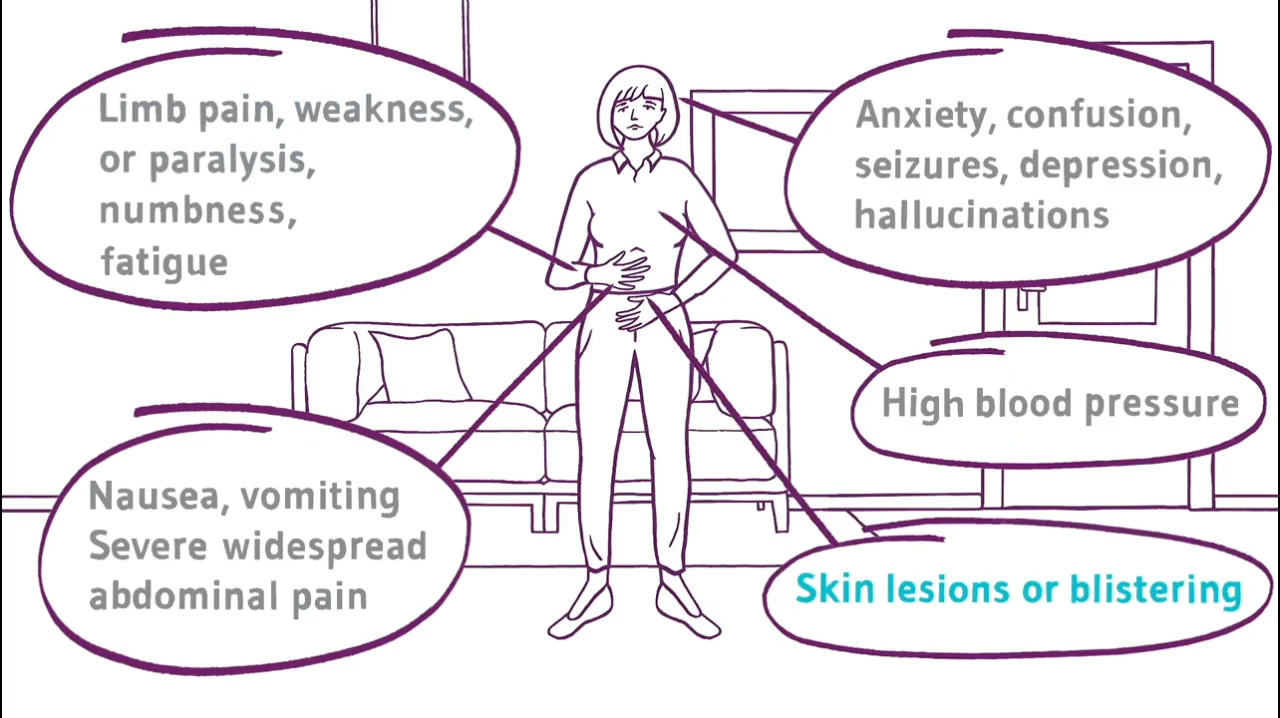 Limb pain, weakness,
or paralysis,
numbness,
fatigue
Anxiety, confusion,
seizures, depression,
hallucinations
High blood pressure
Nausea, vomiting
Severe widespread
abdominal pain
Skin lesions or blistering